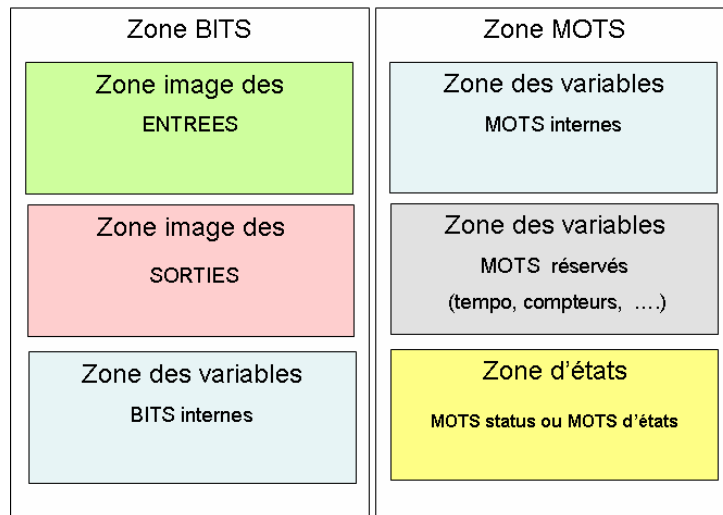 Zone BITS
Zone image des
ENTREES
Zone image des
SORTIES
Zone des variables
BITS internes
Zone MOTS
Zone des variables
MOTS internes
Zone des variables
MOTS réservés
(tempo, compteurs, ....)
Zone d'états
MOTS status ou MOTS d'états